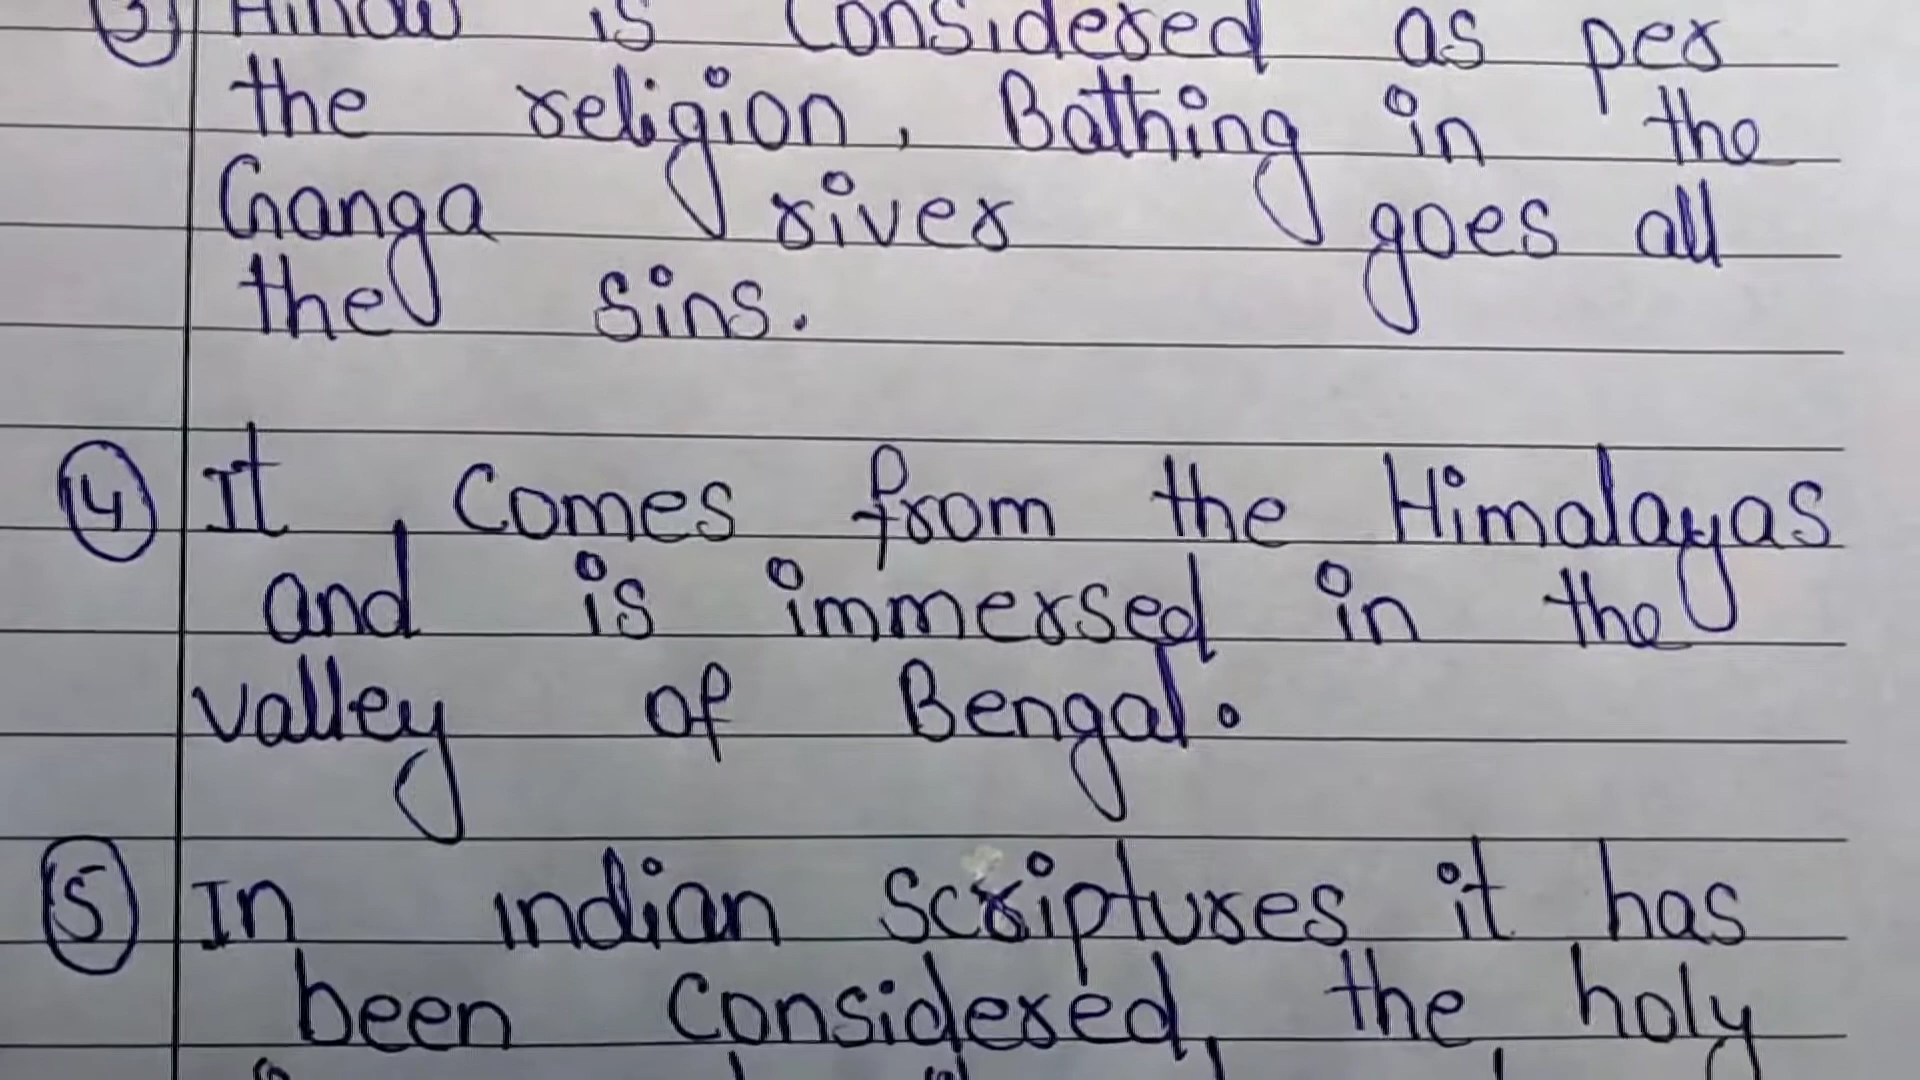 ③ Hindu is Considered as per
the religion, Bathing in the
Ganga river goes all
the sins.
④ It comes from the Himalayas
and is immersed in the
valley of Bengal.
⑤ In indian scriptures it has
been considered the holy